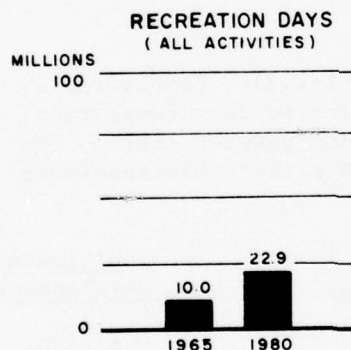 RECREATION DAYS
(ALL ACTIVITIES)
MILLIONS
100
22.9
10.0
0
1965 1980